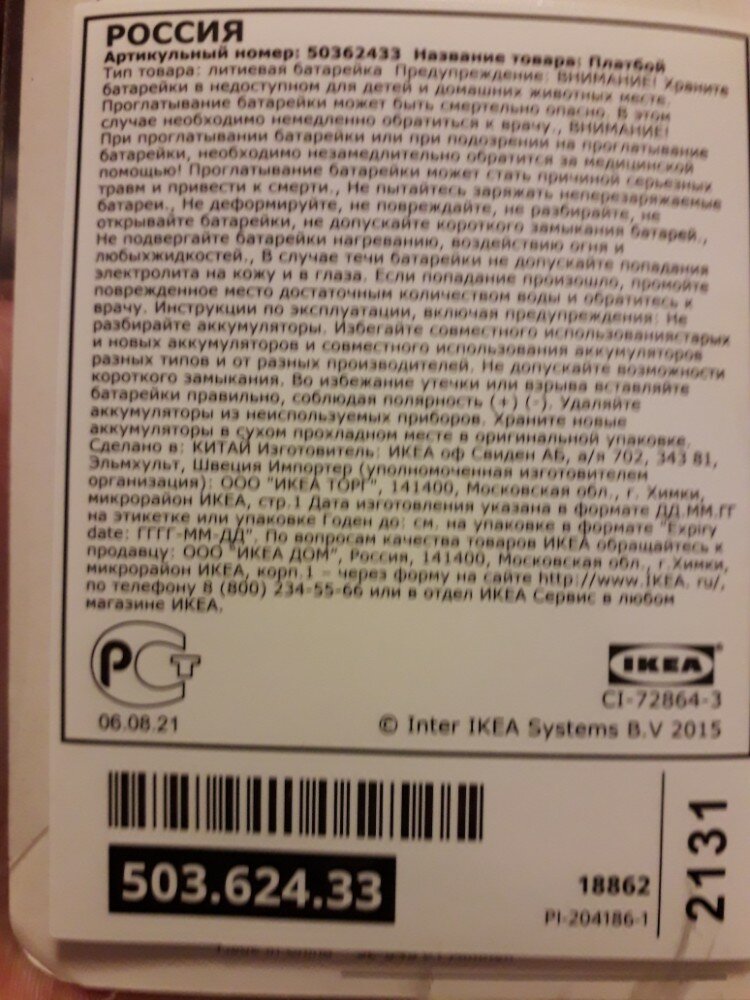 РОССИЯ
Артикульный номер: 50362433 Название товара: Платбой
Тип товара: литиевая батарейка Предупреждение: ВНИМАНИЕ! Храните
батарейки в недоступном для детей и домашних животных месте.
Проглатывание батарейки может быть смертельно опасно. В этом
случае необходимо немедленно обратиться к врачу., ВНИМАНИЕ!
При проглатывании батарейки или при подозрении на проглатывание
батарейки, необходимо незамедлительно обратится за медицинской
помощью! Проглатывание батарейки может стать причиной серьезных
травм и привести к смерти., Не пытайтесь заряжать неперезаряжаемые
батареи., Не деформируйте, не повреждайте, не разбирайте, не
открывайте батарейки, не допускайте короткого замыкания батарей.,
Не подвергайте батарейки нагреванию, воздействию огня и
любыхжидкостей., В случае течи батарейки не допускайте попадания
электролита на кожу и в глаза. Если попадание произошло, промойте
поврежденное место достаточным количеством воды и обратитесь к
врачу. Инструкции по эксплуатации, включая предупреждения: Не
разбирайте аккумуляторы. Избегайте совместного использованиястарых
и новых аккумуляторов и совместного использования аккумуляторов
разных типов и от разных производителей. Не допускайте возможности
короткого замыкания. Во избежание утечки или взрыва вставляйте
батарейки правильно, соблюдая полярность (+) (-). Удаляйте
аккумуляторы из неиспользуемых приборов. Храните новые
аккумуляторы в сухом прохладном месте в оригинальной упаковке.
Сделано в: КИТАЙ Изготовитель: ИКЕА оф Свиден АБ, а/я 702, 343 81,
Эльмхульт, Швеция Импортер (уполномоченная изготовителем
организация): ООО "ИКЕА ТОРГ", 141400, Московская обл., г. Химки,
микрорайон ИКЕА, стр.1 Дата изготовления указана в формате ДД.ММ.ГГ
на этикетке или упаковке Годен до: см. на упаковке в формате "Expiry
date: ГГГГ-ММ-ДД". По вопросам качества товаров ИКЕА обращайтесь к
продавцу: ООО "ИКЕА ДОМ", Россия, 141400, Московская обл., г.Химки,
микрорайон ИКЕА, корп.1 – через форму на сайте http://www.IKEA. ru/,
по телефону 8 (800) 234-55-66 или в отдел ИКЕА Сервис в любом
магазине ИКЕА.
РСТ
IKEA
CI-72864-3
06.08.21
© Inter IKEA Systems B.V 2015
503.624.33
18862
PI-204186-1
2131